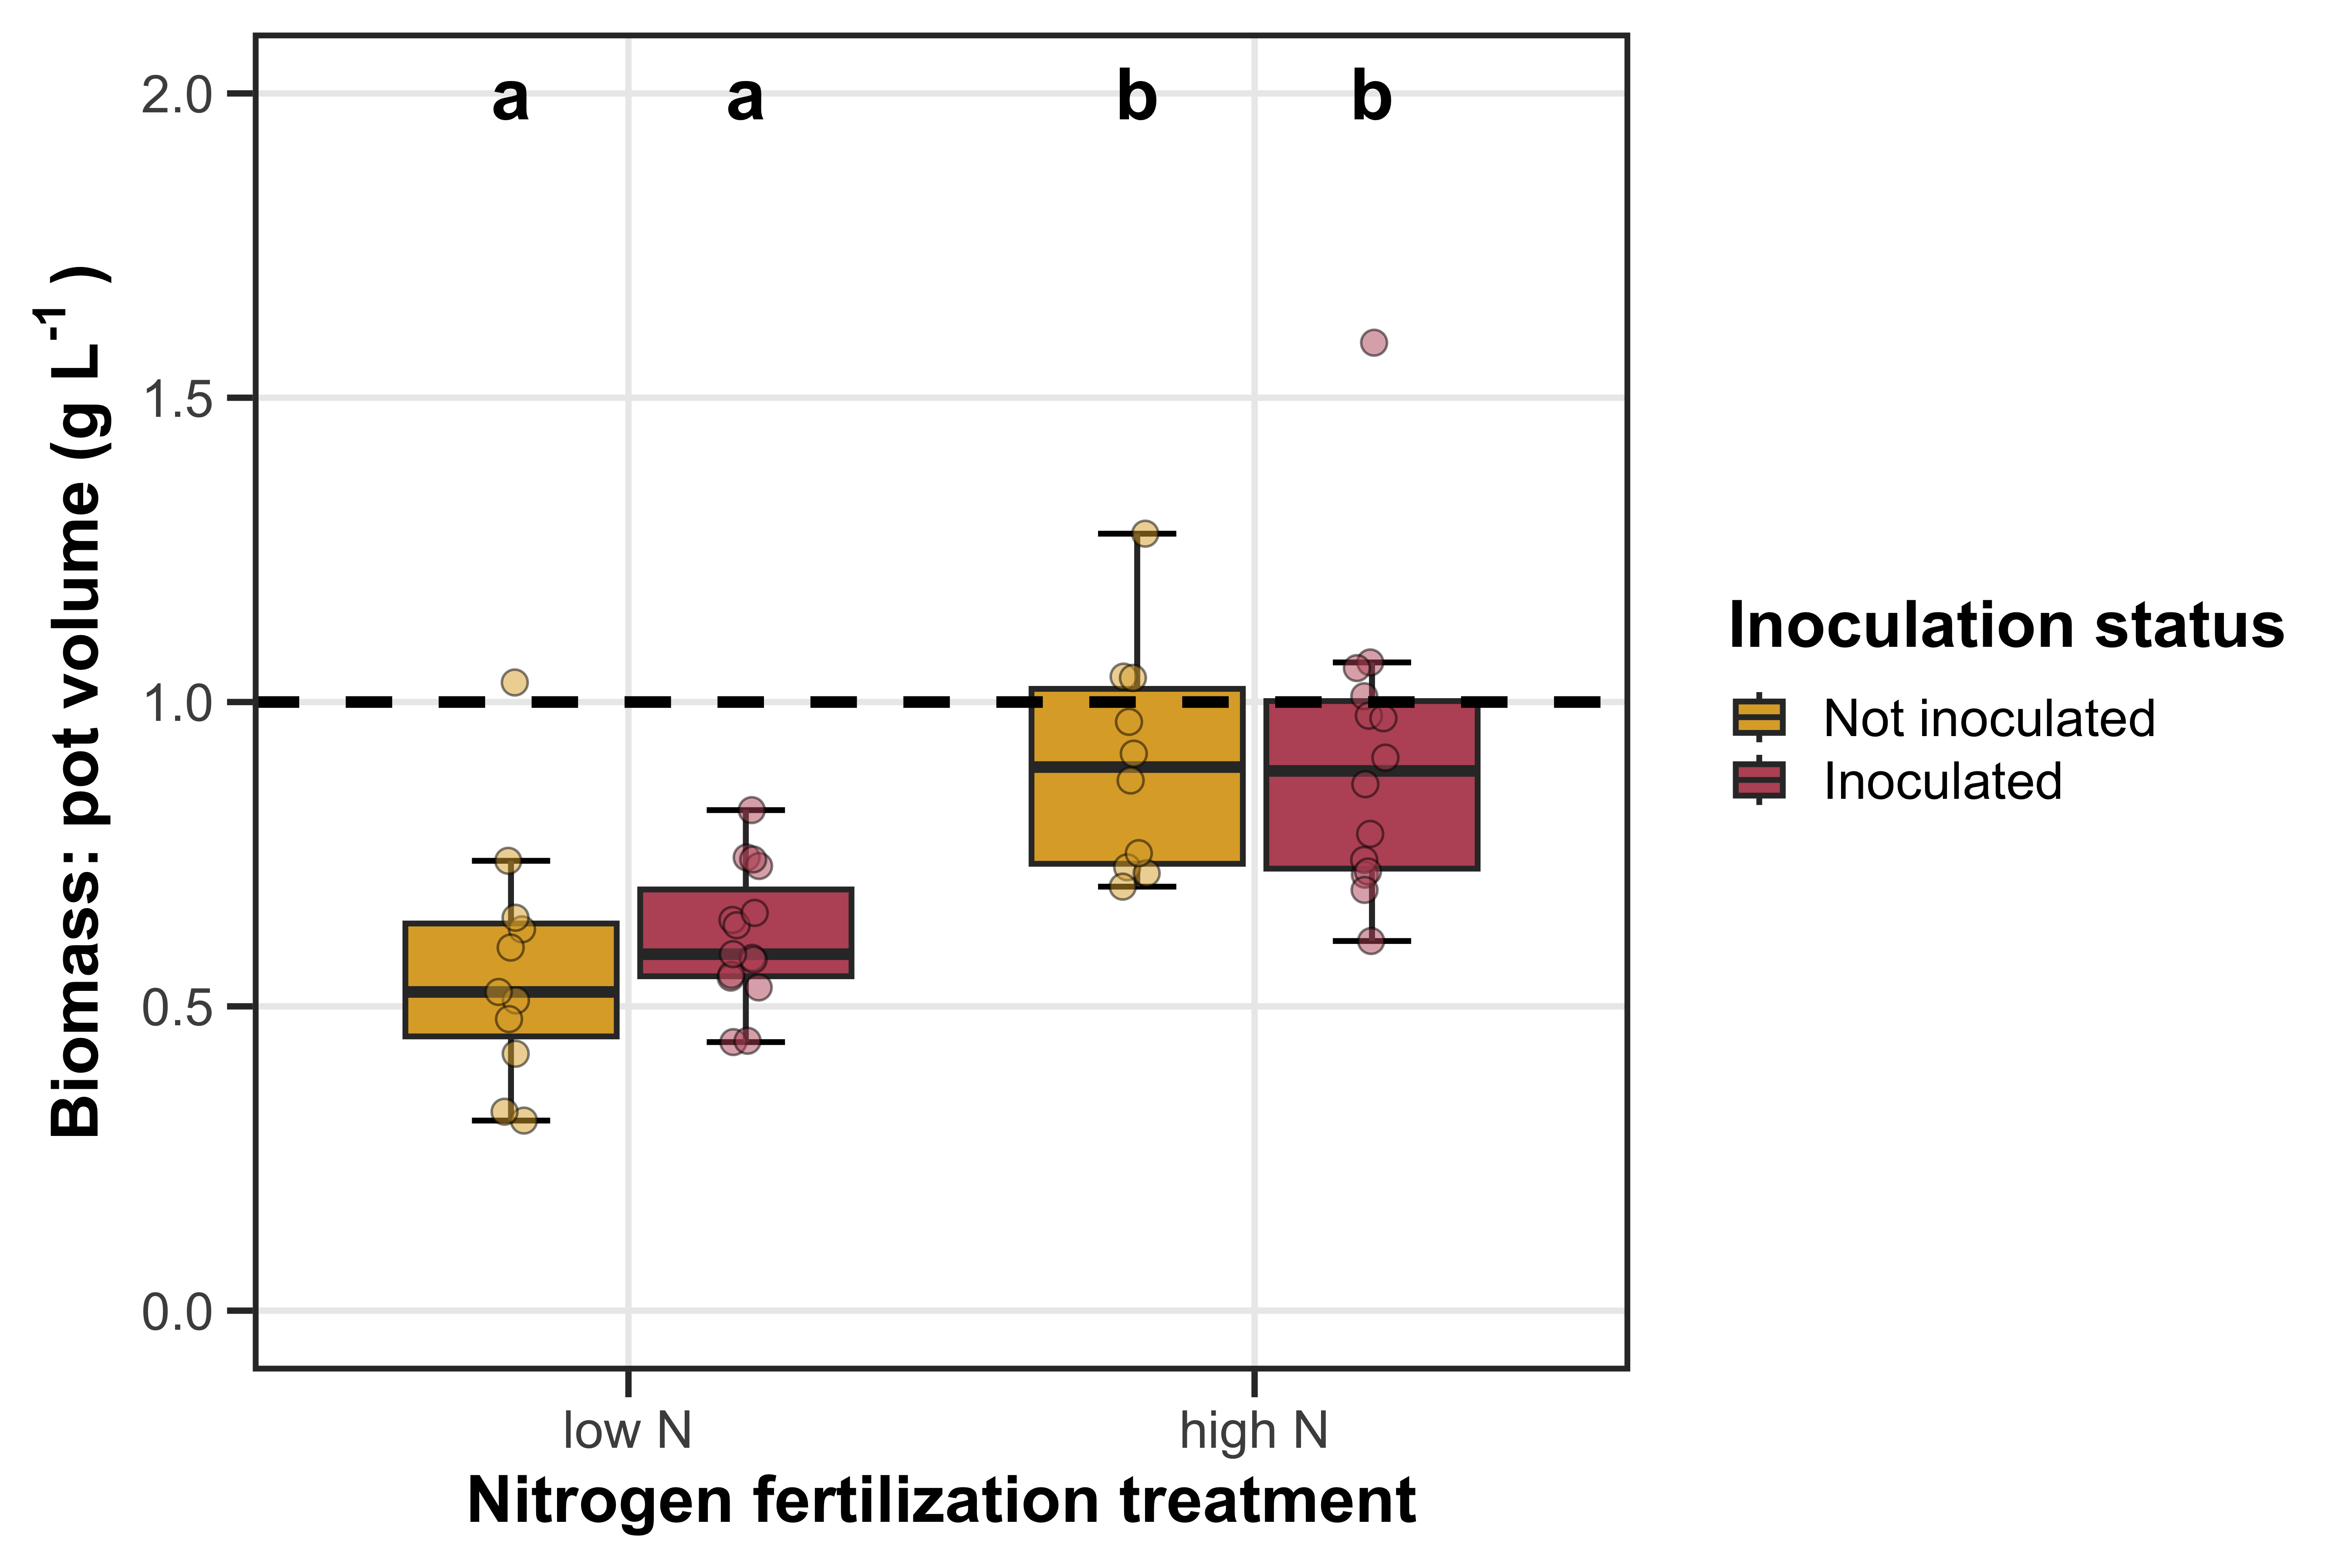 a a b b
2.0
1.5
1.0
0.5
0.0
Biomass: pot volume (g L-1 )
low N high N
Nitrogen fertilization treatment
Inoculation status
Not inoculated
Inoculated